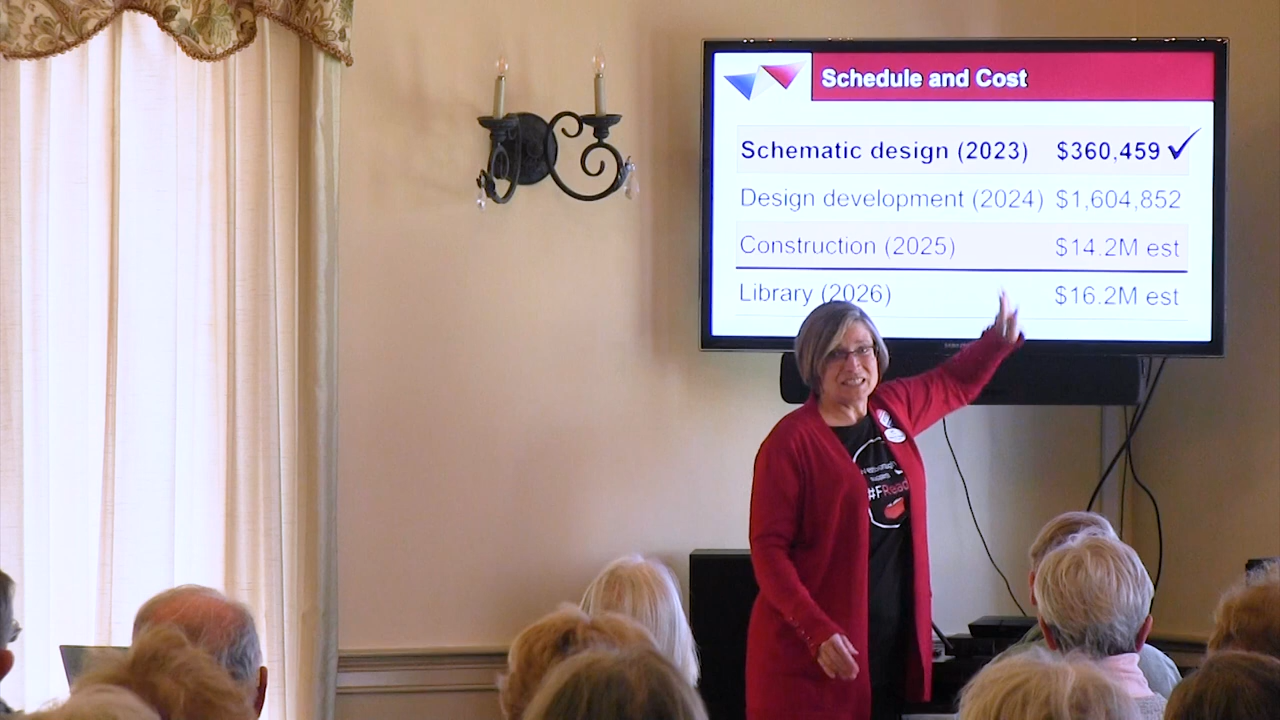 Schedule and Cost
Schematic design (2023) $360,459 ✓
Design development (2024) $1,604,852
Construction (2025) $14.2M est
Library (2026) $16.2M est
#FRead